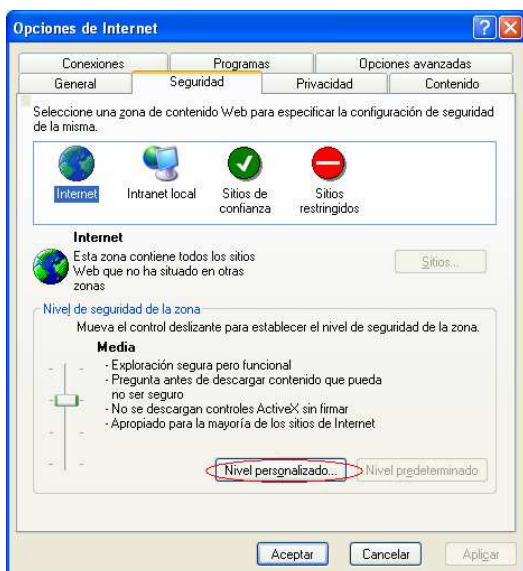 Opciones de Internet
Conexiones Programas Opciones avanzadas
General Seguridad Privacidad Contenido
Seleccione una zona de contenido Web para especificar la configuración de seguridad
de la misma.
Internet Intranet local Sitios de confianza Sitios restringidos
Internet
Esta zona contiene todos los sitios
Web que no ha situado en otras
zonas
Sitios...
Nivel de seguridad de la zona
Mueva el control deslizante para establecer el nivel de seguridad de la zona.
Media
- Exploración segura pero funcional
- Pregunta antes de descargar contenido que pueda
no ser seguro
- No se descargan controles ActiveX sin firmar
- Apropiado para la mayoría de los sitios de Internet
Nivel personalizado... Nivel predeterminado
Aceptar Cancelar Aplicar